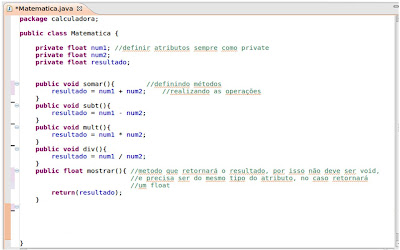 *Matematica.java
package calculadora;
public class Matematica {
private float num1; //definir atributos sempre como private
private float num2;
private float resultado;
public void somar(){ //definindo métodos
resultado = num1 + num2; //realizando as operações
}
public void subt(){
resultado = num1 - num2;
}
public void mult(){
resultado = num1 * num2;
}
public void div(){
resultado = num1 / num2;
}
public float mostrar(){ //metodo que retornará o resultado, por isso não deve ser void,
//e precisa ser do mesmo tipo do atributo, no caso retornará
//um float
return(resultado);
}
}